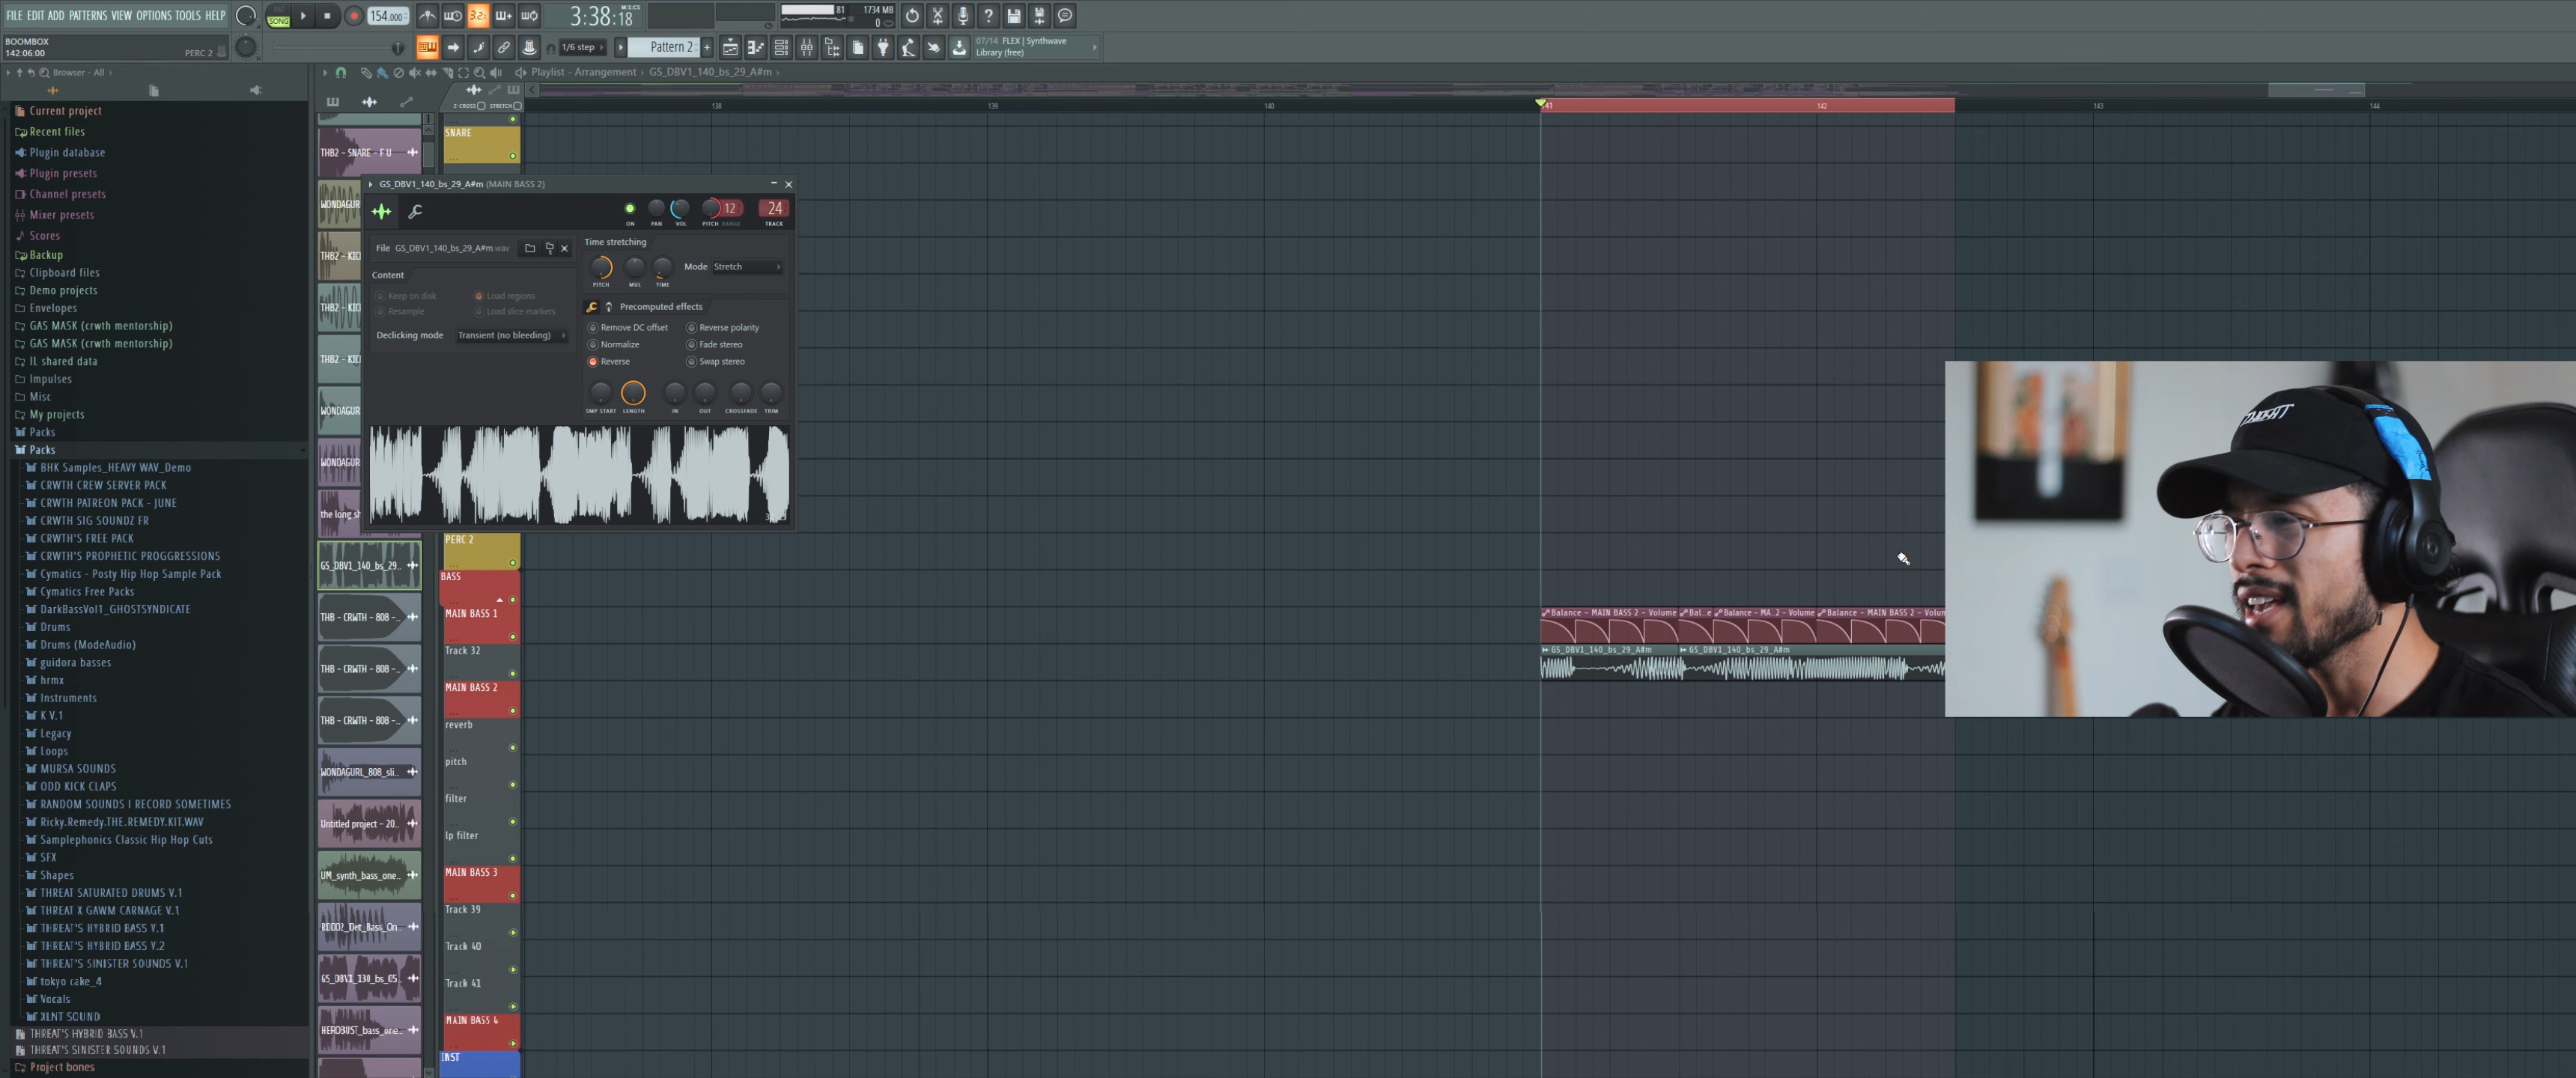 FILE EDIT ADD PATTERNS VIEW OPTIONS TOOLS HELP
PAT
SONG
154.000
32:
3:38:18
M:S:CS
81
1734 MB
0
BOOMBOX
142:06:00
PERC 2
1/6 step
Pattern 2
07/14 FLEX | Synthwave
Library (free)
Browser - All
Playlist - Arrangement › GS_DBV1_140_bs_29_A#m ›
Z-CROSS STRETCH
138
139
140
141
142
143
144
Current project
Recent files
Plugin database
Plugin presets
Channel presets
Mixer presets
Scores
Backup
Clipboard files
Demo projects
Envelopes
GAS MASK (crwth mentorship)
GAS MASK (crwth mentorship)
IL shared data
Impulses
Misc
My projects
Packs
Packs
BHK Samples_HEAVY WAV_Demo
CRWTH CREW SERVER PACK
CRWTH PATREON PACK - JUNE
CRWTH SIG SOUNDZ FR
CRWTH'S FREE PACK
CRWTH'S PROPHETIC PROGGRESSIONS
Cymatics - Posty Hip Hop Sample Pack
Cymatics Free Packs
DarkBassVol1_GHOSTSYNDICATE
Drums
Drums (ModeAudio)
guidora basses
hrmx
Instruments
K V.1
Legacy
Loops
MURSA SOUNDS
ODD KICK CLAPS
RANDOM SOUNDS I RECORD SOMETIMES
Ricky.Remedy.THE.REMEDY.KIT.WAV
Samplephonics Classic Hip Hop Cuts
SFX
Shapes
THREAT SATURATED DRUMS V.1
THREAT X GAWM CARNAGE V.1
THREAT'S HYBRID BASS V.1
THREAT'S HYBRID BASS V.2
THREAT'S SINISTER SOUNDS V.1
tokyo cake_4
Vocals
XLNT SOUND
THREAT'S HYBRID BASS V.1
THREAT'S SINISTER SOUNDS V.1
Project bones
THB2 - SNARE - F U
WONDAGUR
THB2 - KIC
THB2 - KIC
THB2 - KIC
WONDAGUR
WONDAGUR
the long sh
GS_DBV1_140_bs_29..
THB - CRWTH - 808 -..
THB - CRWTH - 808 -..
THB - CRWTH - 808 -..
WONDAGURL_808_sli..
Untitled project - 20..
UM_synth_bass_one..
GS_DBV1_130_bs_05..
HEROBUST_bass_one..
SNARE
PERC 2
BASS
MAIN BASS 1
Track 32
MAIN BASS 2
reverb
pitch
filter
lp filter
MAIN BASS 3
Track 39
Track 40
Track 41
MAIN BASS 4
INST
GS_DBV1_140_bs_29_A#m (MAIN BASS 2)
12
24
ON
PAN
VOL
PITCH
RANGE
TRACK
File GS_DBV1_140_bs_29_A#m.wav
Content
Keep on disk
Load regions
Resample
Load slice markers
Declicking mode
Transient (no bleeding)
Time stretching
PITCH
MUL
TIME
Mode Stretch
Precomputed effects
Remove DC offset
Reverse polarity
Normalize
Fade stereo
Reverse
Swap stereo
SMP START
LENGTH
IN
OUT
CROSSFADE
TRIM
Balance - MAIN BASS 2 - Volume
Bal..e
Balance - MA..2 - Volume
Balance - MAIN BASS 2 - Volun
GS_DBV1_140_bs_29_A#m
GS_DBV1_140_bs_29_A#m